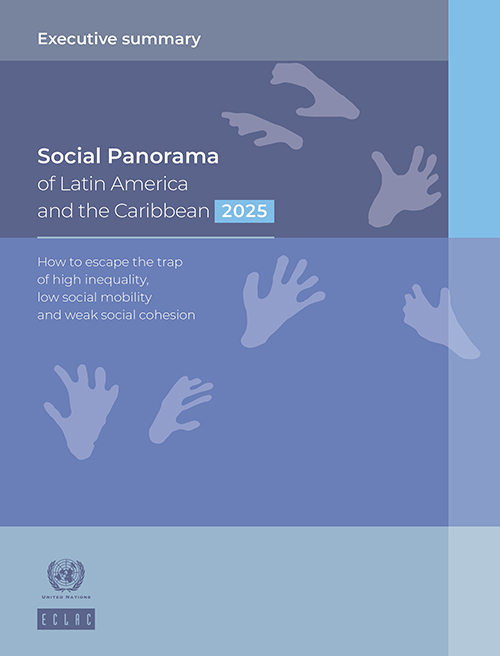 Executive summary
Social Panorama
of Latin America
and the Caribbean 2025
How to escape the trap
of high inequality,
low social mobility
and weak social cohesion
UNITED NATIONS
ECLAC